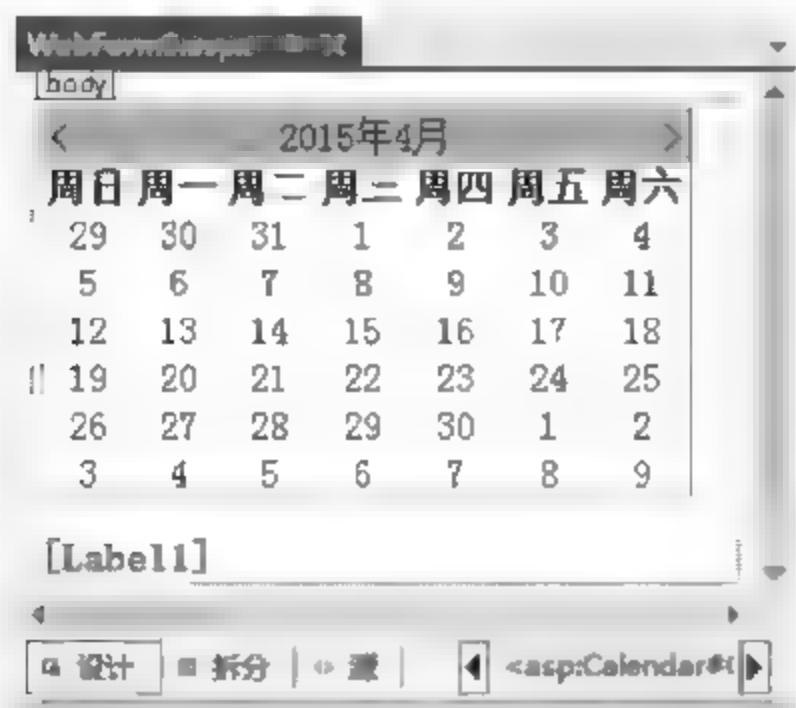 body
< 2015年4月 >
周日 周一 周二 周三 周四 周五 周六
29 30 31 1 2 3 4
5 6 7 8 9 10 11
12 13 14 15 16 17 18
19 20 21 22 23 24 25
26 27 28 29 30 1 2
3 4 5 6 7 8 9
[Label1]
设计 拆分 <asp:Calendar#